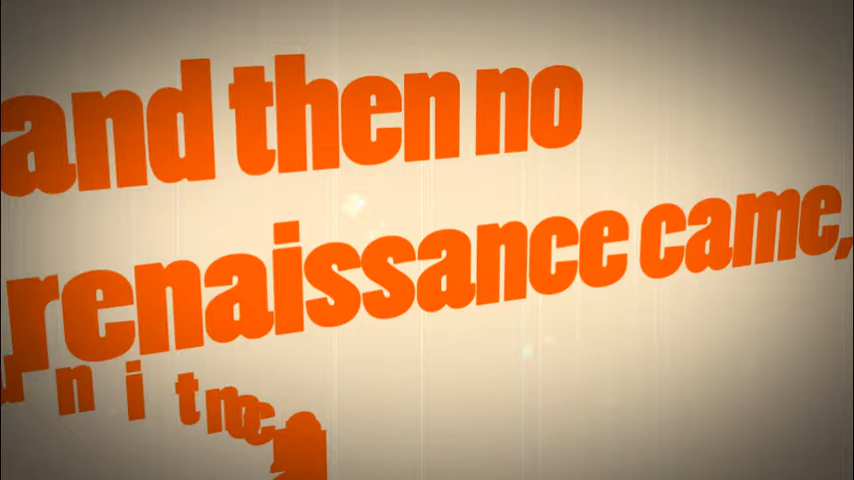 and then no
renaissance came,